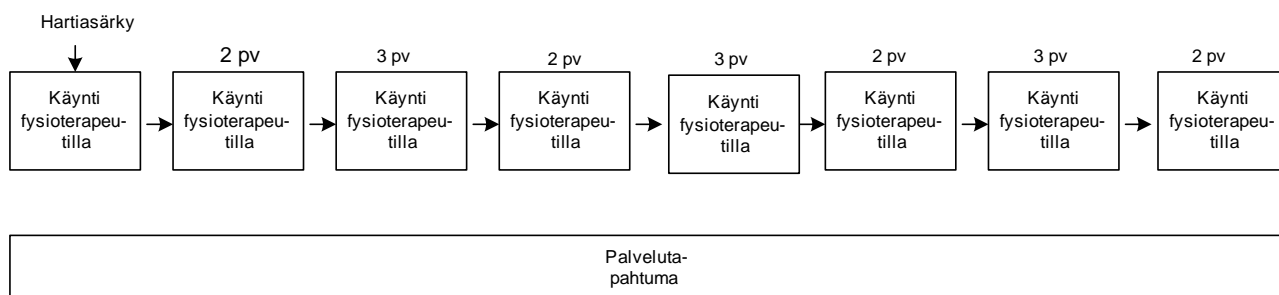 Hartiasärky
2 pv
3 pv
2 pv
3 pv
2 pv
3 pv
2 pv
Käynti
fysioterapeu-
tilla
Käynti
fysioterapeu-
tilla
Käynti
fysioterapeu-
tilla
Käynti
fysioterapeu-
tilla
Käynti
fysioterapeu-
tilla
Käynti
fysioterapeu-
tilla
Käynti
fysioterapeu-
tilla
Käynti
fysioterapeu-
tilla
Palveluta-
pahtuma